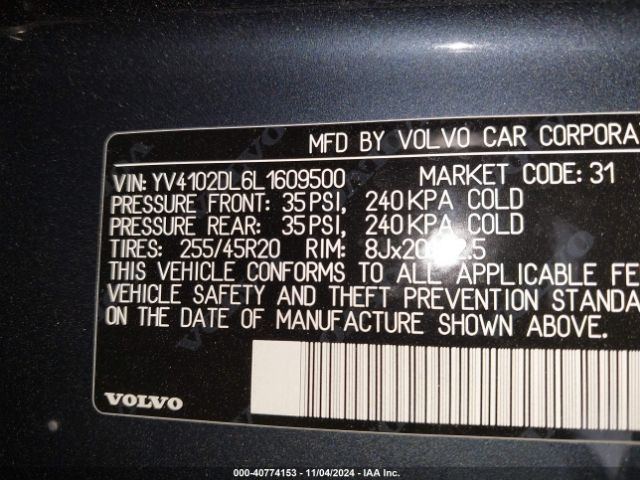 MFD BY VOLVO CAR CORPORA
VIN: YV4102DL6L1609500 MARKET CODE: 31
PRESSURE FRONT: 35 PSI, 240 KPA COLD
PRESSURE REAR: 35 PSI, 240 KPA COLD
TIRES: 255/45R20 RIM:
THIS VEHICLE CONFORMS TO ALL APPLICABLE FE
VEHICLE SAFETY AND THEFT PREVENTION STANDA
ON THE DATE OF MANUFACTURE SHOWN ABOVE.
VOLVO
000-40774153 - 11/04/2024 - IAA Inc.